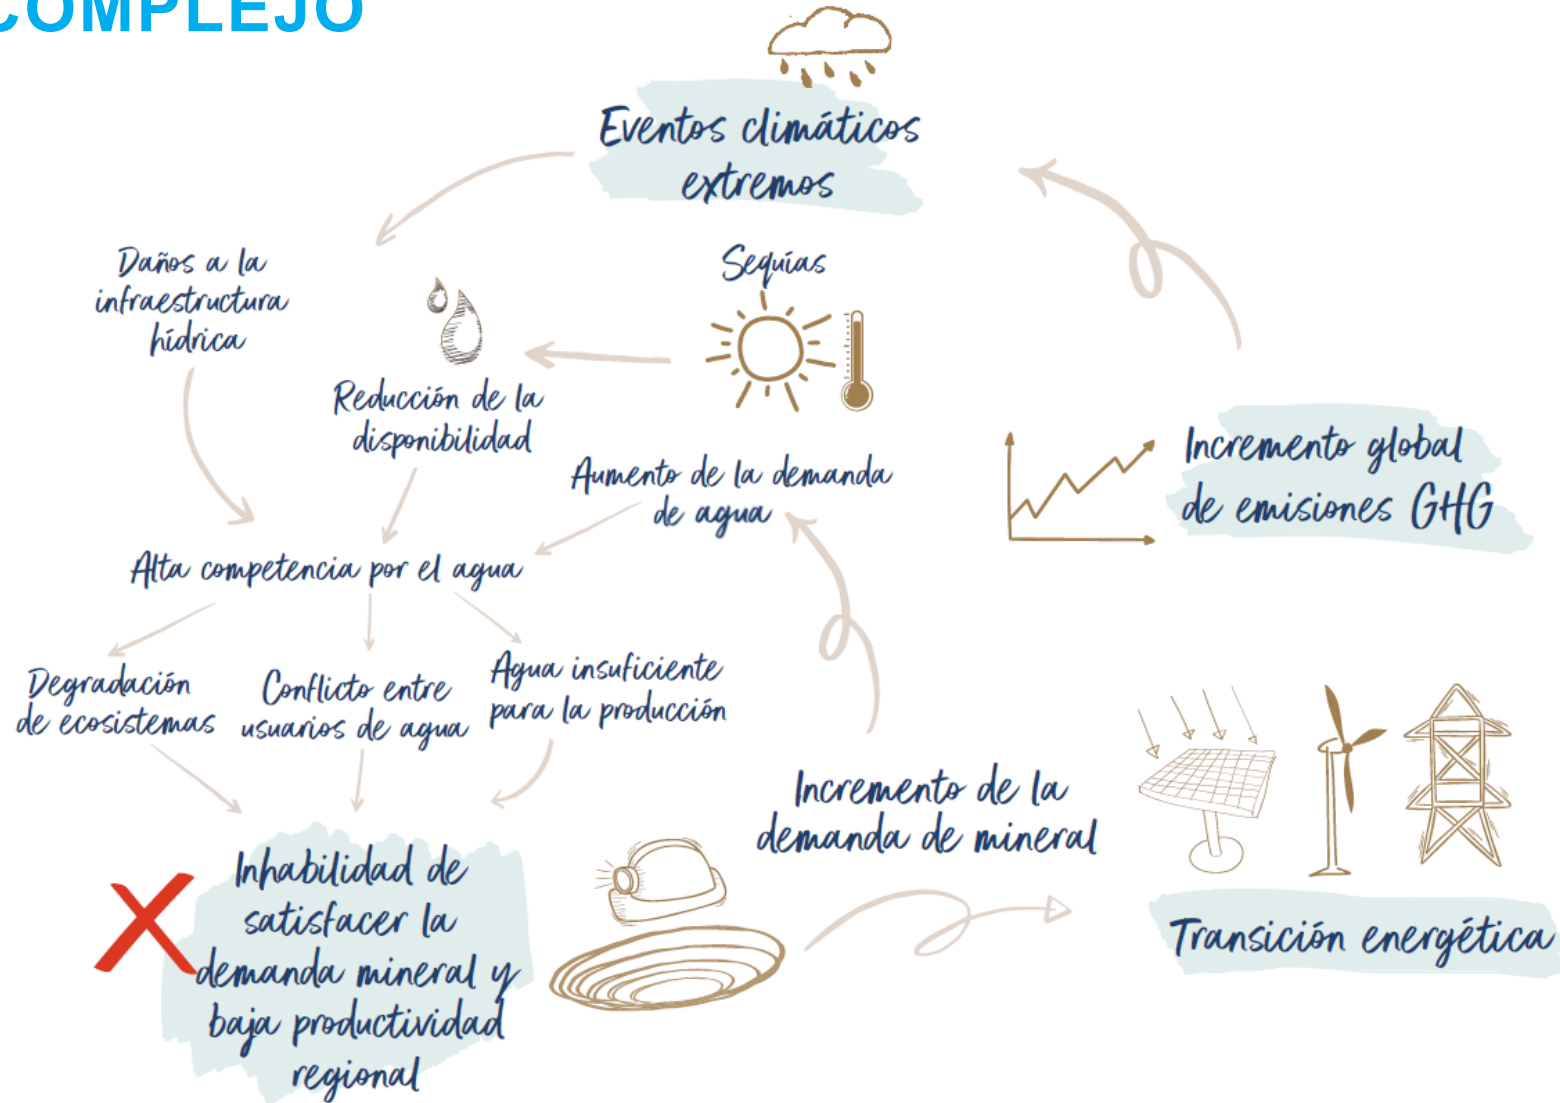 COMPLEJO
Eventos climáticos
extremos
Daños a la
infraestructura
hídrica
Sequías
Reducción de la
disponibilidad
Aumento de la demanda
de agua
Incremento global
de emisiones GHG
Alta competencia por el agua
Degradación
de ecosistemas
Conflicto entre
usuarios de agua
Agua insuficiente
para la producción
Incremento de la
demanda de mineral
Transición energética
Inhabilidad de
satisfacer la
demanda mineral y
baja productividad
regional